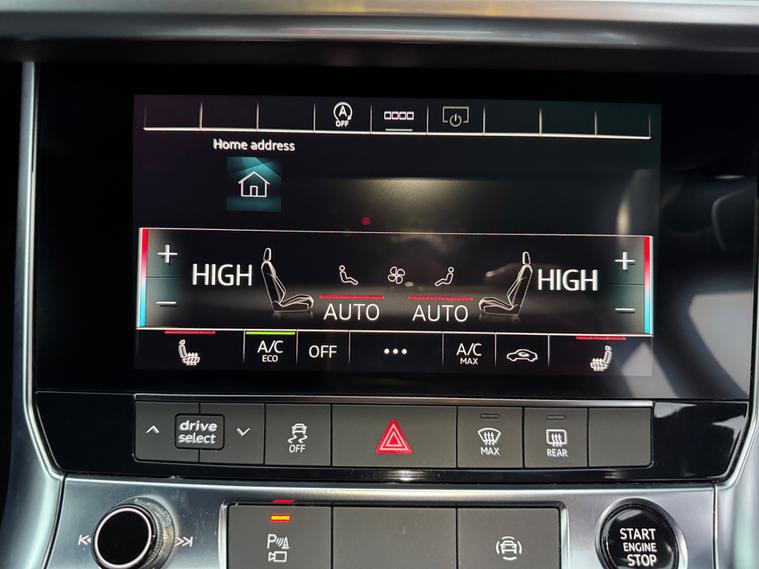 A
OFF
Home address
HIGH
HIGH
AUTO
AUTO
A/C
ECO
OFF
A/C
MAX
drive
select
OFF
MAX
REAR
P
START
ENGINE
STOP